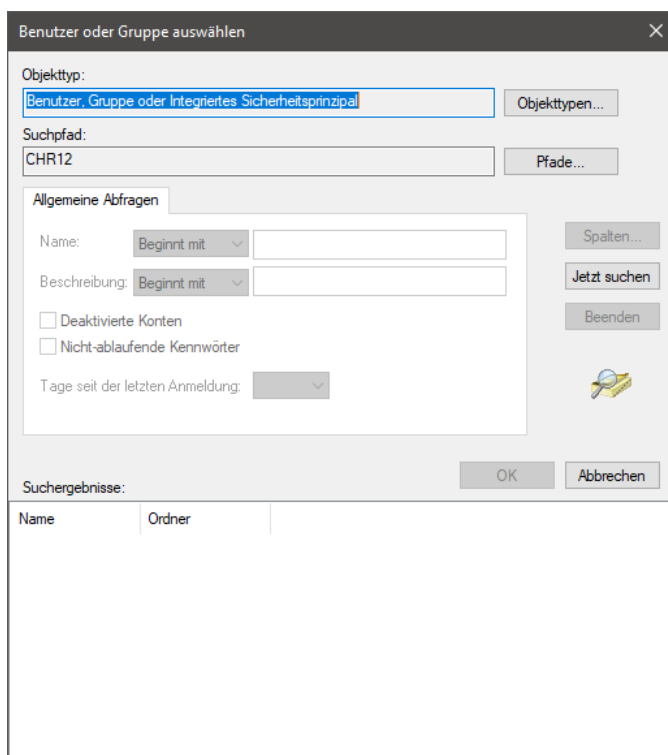 Benutzer oder Gruppe auswählen
Objekttyp:
Benutzer, Gruppe oder Integriertes Sicherheitsprinzipal
Objekttypen...
Suchpfad:
CHR12
Pfade...
Allgemeine Abfragen
Name:
Beginnt mit
Spalten...
Beschreibung:
Beginnt mit
Jetzt suchen
Deaktivierte Konten
Beenden
Nicht-ablaufende Kennwörter
Tage seit der letzten Anmeldung:
OK
Abbrechen
Suchergebnisse:
Name
Ordner